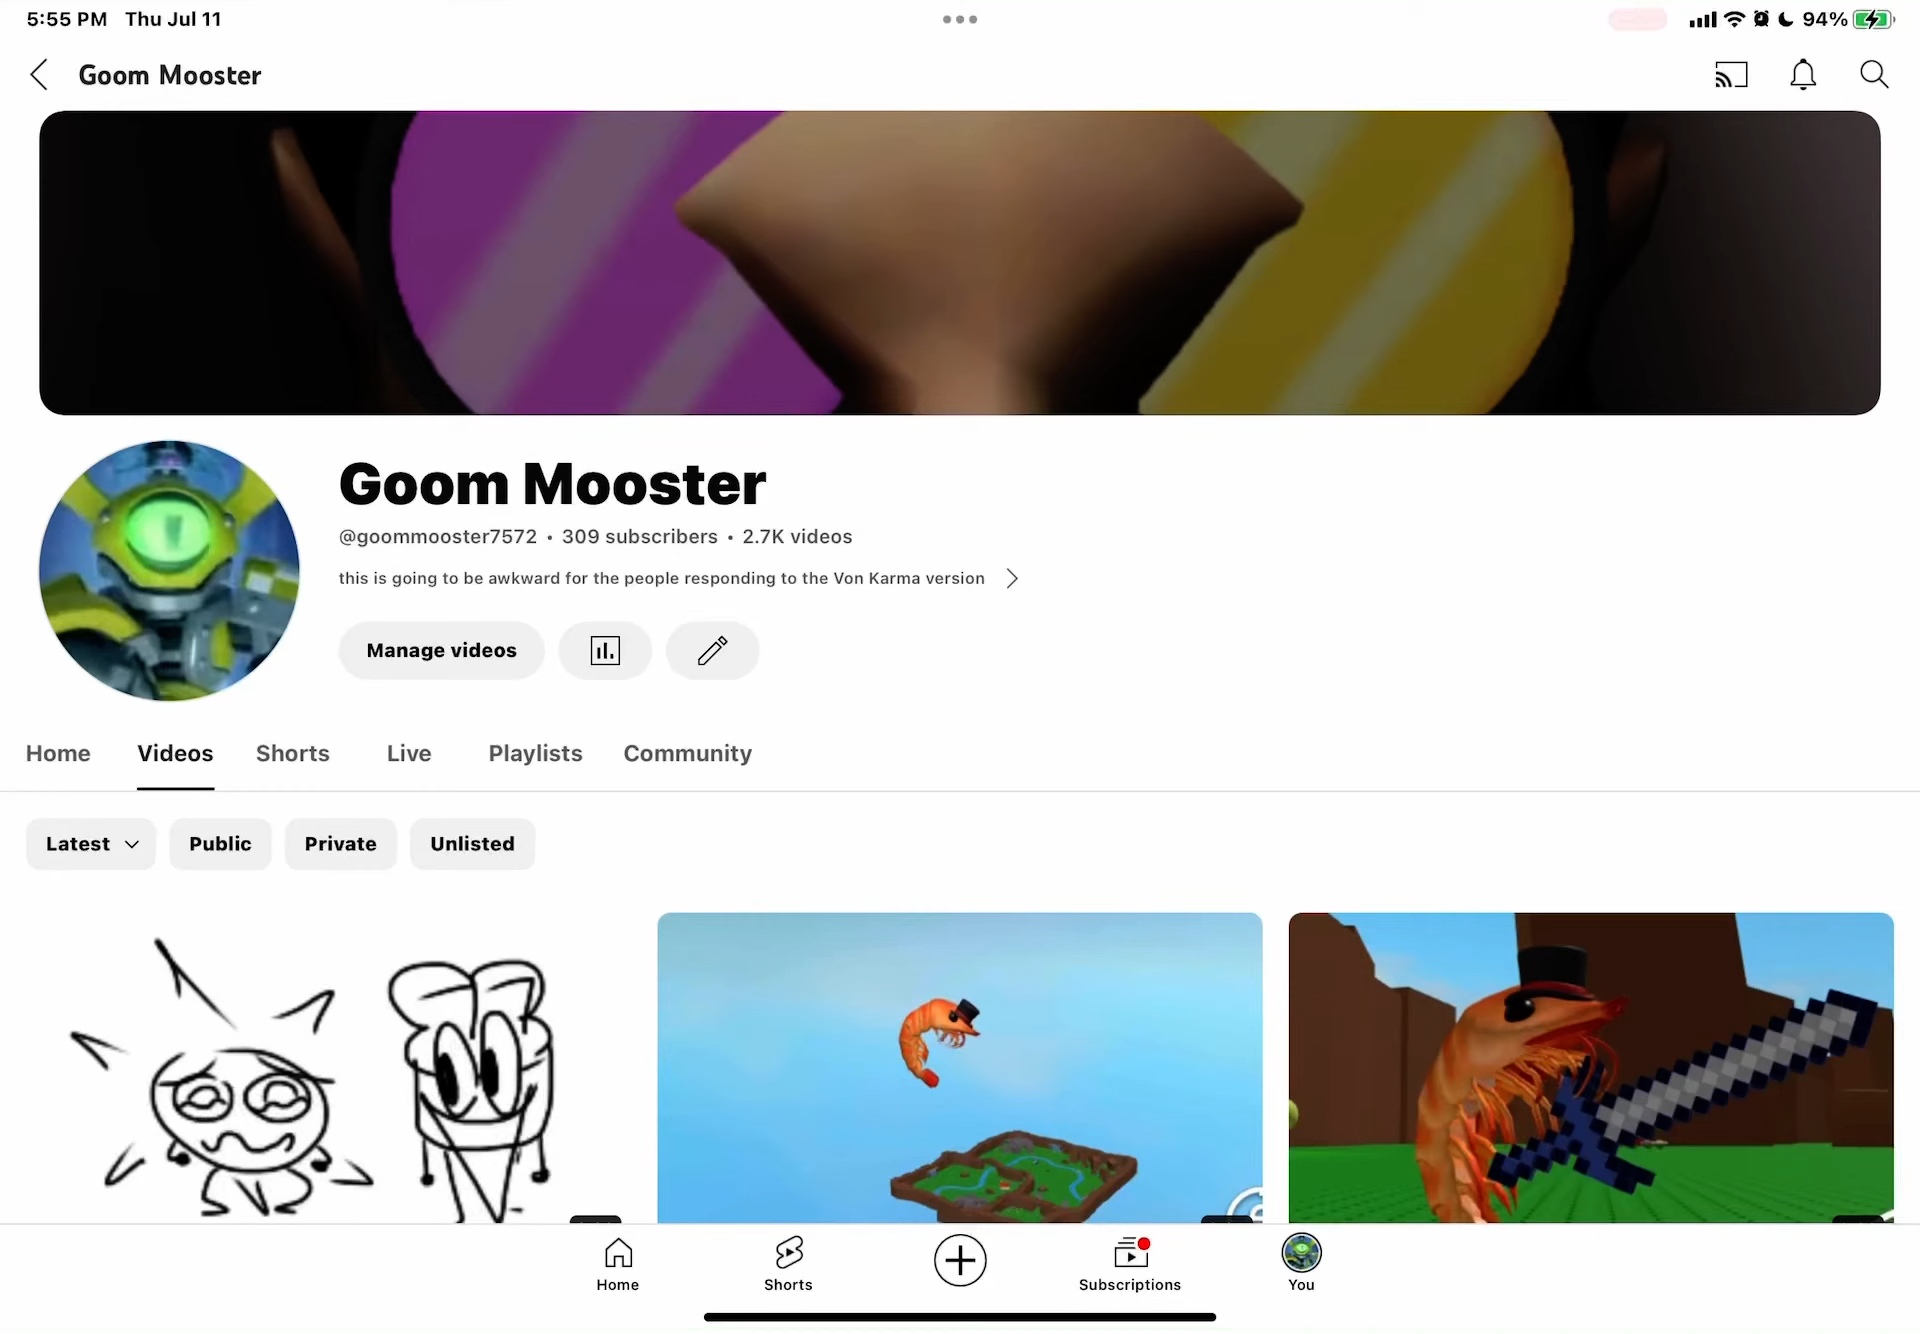 5:55 PM Thu Jul 11
94%
Goom Mooster
Goom Mooster
@goommooster7572 • 309 subscribers • 2.7K videos
this is going to be awkward for the people responding to the Von Karma version
Manage videos
Home Videos Shorts Live Playlists Community
Latest Public Private Unlisted
Home Shorts Subscriptions You